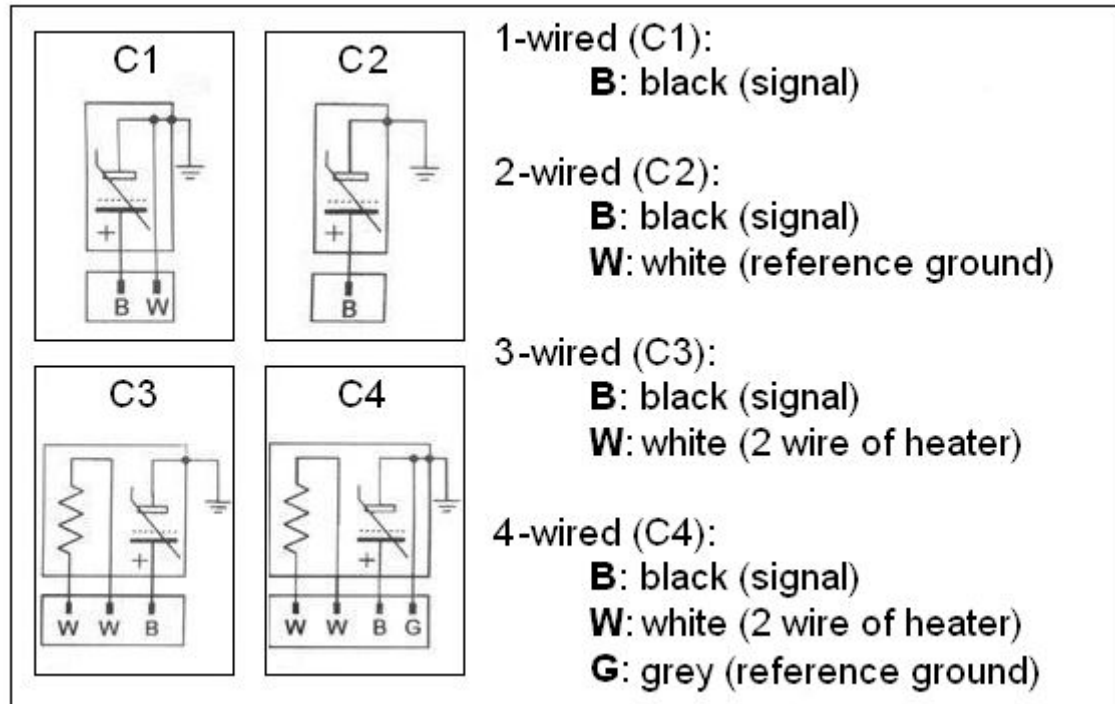 C1
C2
+
B W
+
B
C3
C4
+
W W B
+
W W B G
1-wired (C1):
B: black (signal)
2-wired (C2):
B: black (signal)
W: white (reference ground)
3-wired (C3):
B: black (signal)
W: white (2 wire of heater)
4-wired (C4):
B: black (signal)
W: white (2 wire of heater)
G: grey (reference ground)